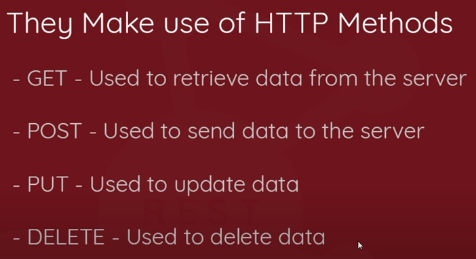 They Make use of HTTP Methods
- GET - Used to retrieve data from the server
- POST - Used to send data to the server
- PUT - Used to update data
REST
- DELETE - Used to delete data